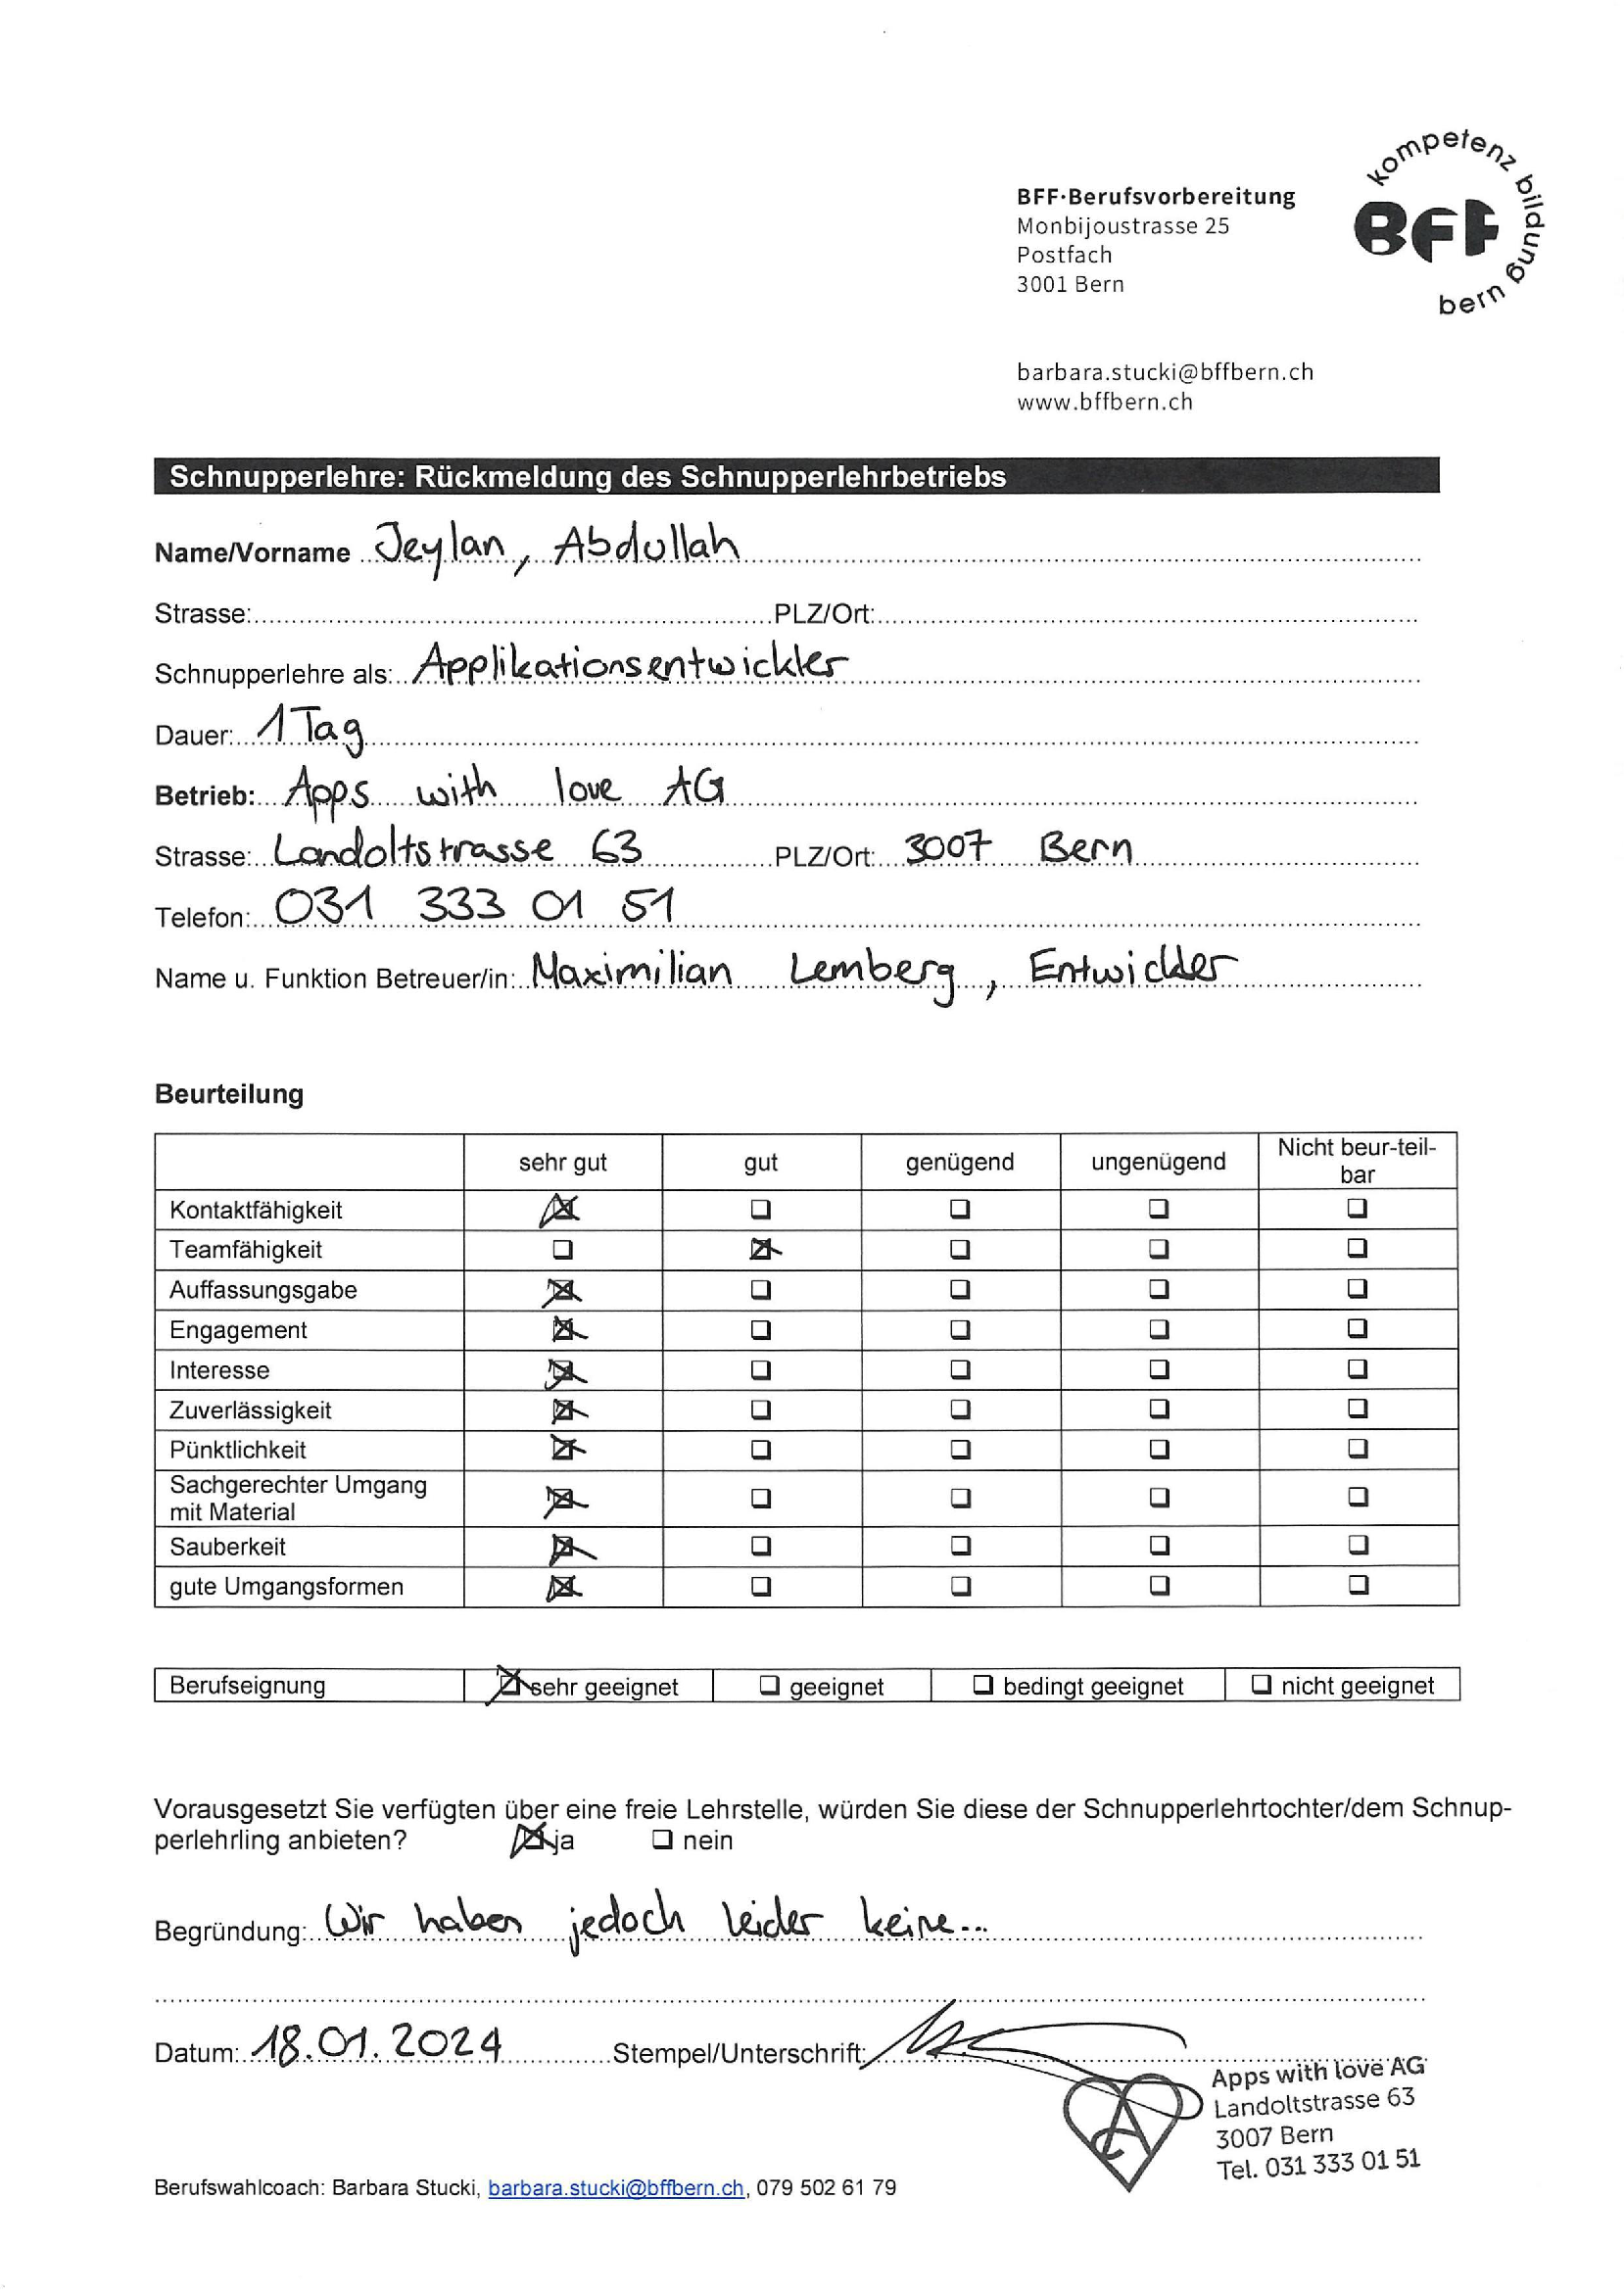 kompetenz bildung bern
BFF
BFF·Berufsvorbereitung
Monbijoustrasse 25
Postfach
3001 Bern
barbara.stucki@bffbern.ch
www.bffbern.ch
Schnupperlehre: Rückmeldung des Schnupperlehrbetriebs
Name/Vorname Jeylan, Abdullah
Strasse: PLZ/Ort:
Schnupperlehre als: Applikationsentwickler
Dauer: 1 Tag
Betrieb: Apps with love AG
Strasse: Landoltstrasse 63 PLZ/Ort: 3007 Bern
Telefon: 031 333 01 51
Name u. Funktion Betreuer/in: Maximilian Lemberg, Entwickler
Beurteilung
sehr gut gut genügend ungenügend Nicht beur-teil-
bar
Kontaktfähigkeit
Teamfähigkeit
Auffassungsgabe
Engagement
Interesse
Zuverlässigkeit
Pünktlichkeit
Sachgerechter Umgang
mit Material
Sauberkeit
gute Umgangsformen
Berufseignung sehr geeignet geeignet bedingt geeignet nicht geeignet
Vorausgesetzt Sie verfügten über eine freie Lehrstelle, würden Sie diese der Schnupperlehrtochter/dem Schnup-
perlehrling anbieten? ja nein
Begründung: Wir haben jedoch leider keine...
Datum: 18.01.2024 Stempel/Unterschrift:
Apps with love AG
Landoltstrasse 63
3007 Bern
Tel. 031 333 01 51
Berufswahlcoach: Barbara Stucki, barbara.stucki@bffbern.ch, 079 502 61 79